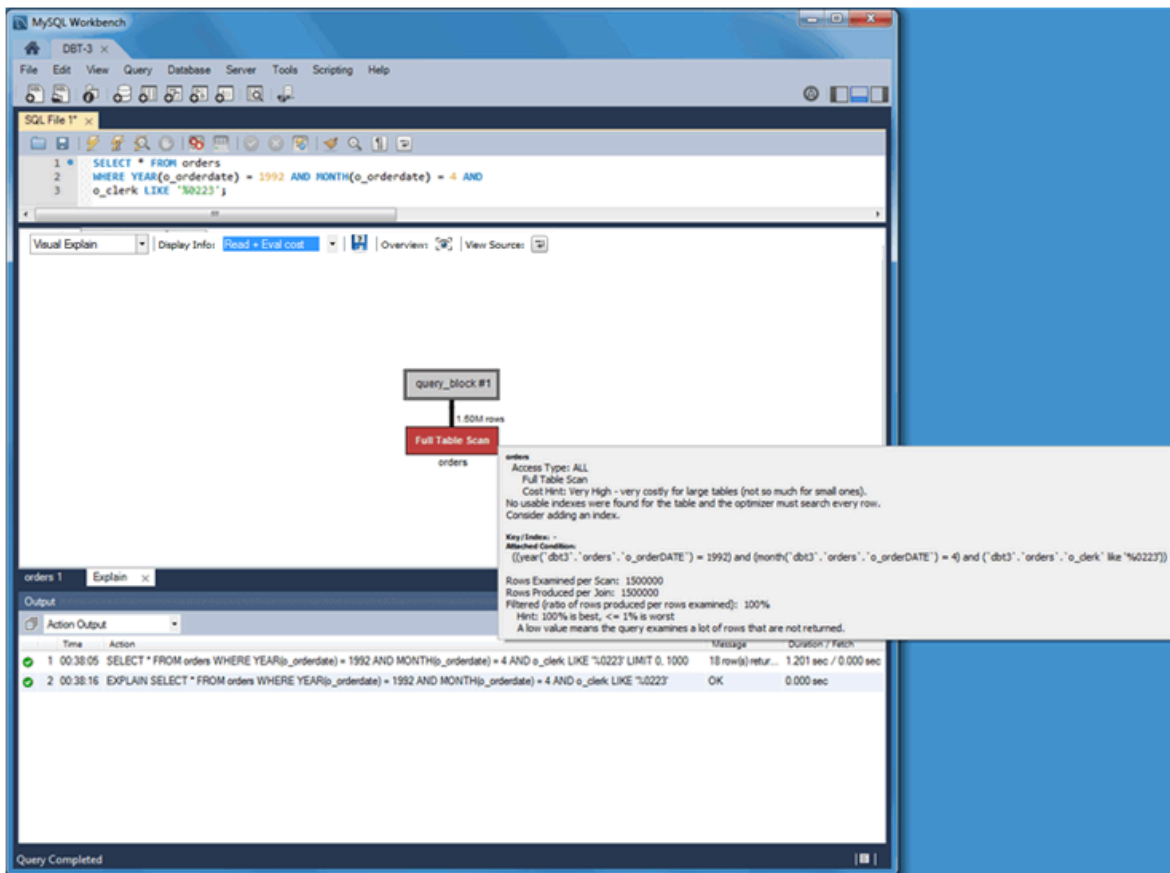 MySQL Workbench
DBT-3
File Edit View Query Database Server Tools Scripting Help
SQL File 1*
1 SELECT * FROM orders
2 WHERE YEAR(o_orderdate) = 1992 AND MONTH(o_orderdate) = 4 AND
3 o_clerk LIKE '%0223';
Visual Explain Display Info: Read + Eval cost Overview: View Source:
query_block #1
1.50M rows
Full Table Scan
orders
orders
Access Type: ALL
Full Table Scan
Cost Hint: Very High - very costly for large tables (not so much for small ones).
No usable indexes were found for the table and the optimizer must search every row.
Consider adding an index.
Key/Index: -
Attached Condition:
((year(`dbt3`.`orders`.`o_orderDATE`) = 1992) and (month(`dbt3`.`orders`.`o_orderDATE`) = 4) and (`dbt3`.`orders`.`o_clerk` like '%0223'))
Rows Examined per Scan: 1500000
Rows Produced per Join: 1500000
Filtered (ratio of rows produced per rows examined): 100%
Hint: 100% is best, <= 1% is worst
A low value means the query examines a lot of rows that are not returned.
orders 1 Explain
Output
Action Output
Time Action Message Duration / Fetch
1 00:38:05 SELECT * FROM orders WHERE YEAR(o_orderdate) = 1992 AND MONTH(o_orderdate) = 4 AND o_clerk LIKE '%0223' LIMIT 0, 1000 18 row(s) retur... 1.201 sec / 0.000 sec
2 00:38:16 EXPLAIN SELECT * FROM orders WHERE YEAR(o_orderdate) = 1992 AND MONTH(o_orderdate) = 4 AND o_clerk LIKE '%0223' OK 0.000 sec
Query Completed